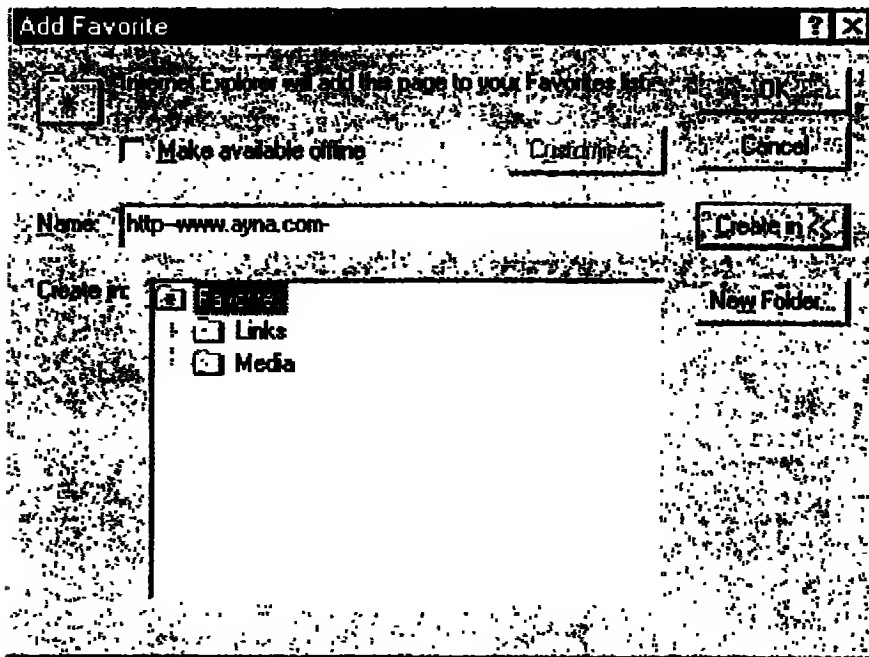 Add Favorite
Internet Explorer will add this page to your Favorites list
OK
Make available offline
Customize...
Cancel
Name:
http--www.ayna.com-
Create in <<
Create in:
Favorites
New Folder...
Links
Media